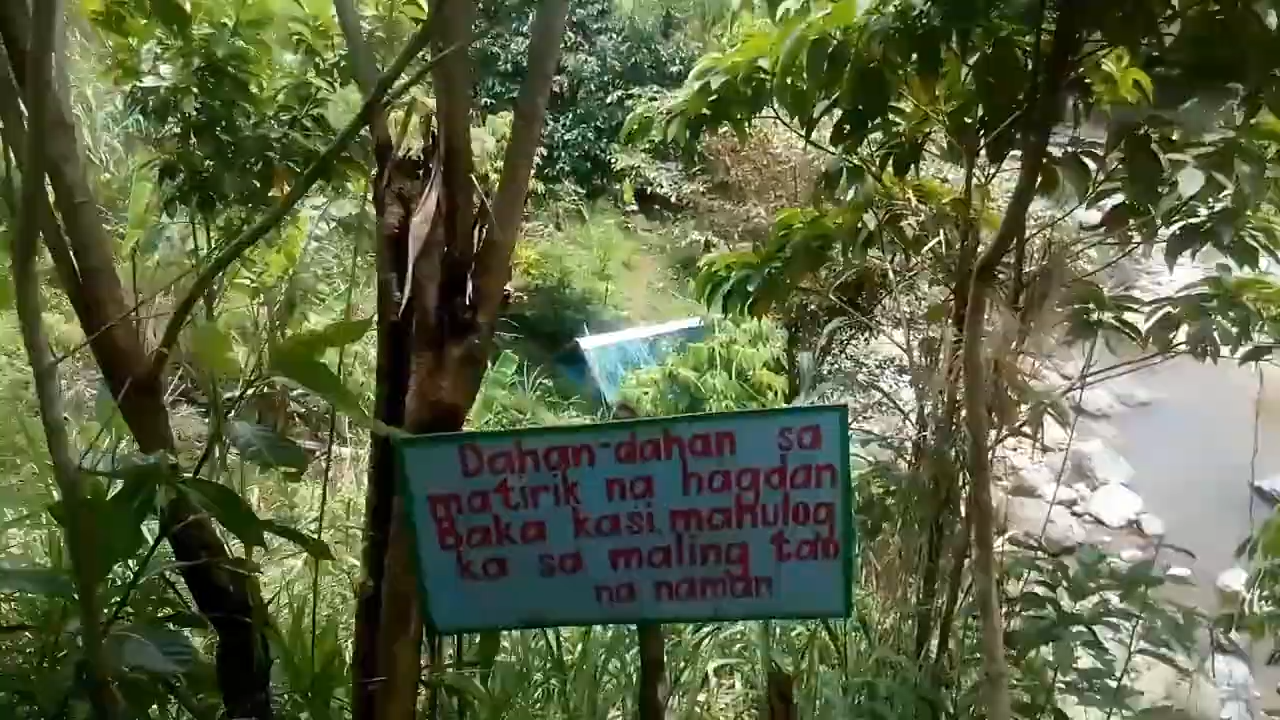 Dahan-dahan sa
matirik na hagdan
Baka kasi mahulog
ka sa maling tao
na naman